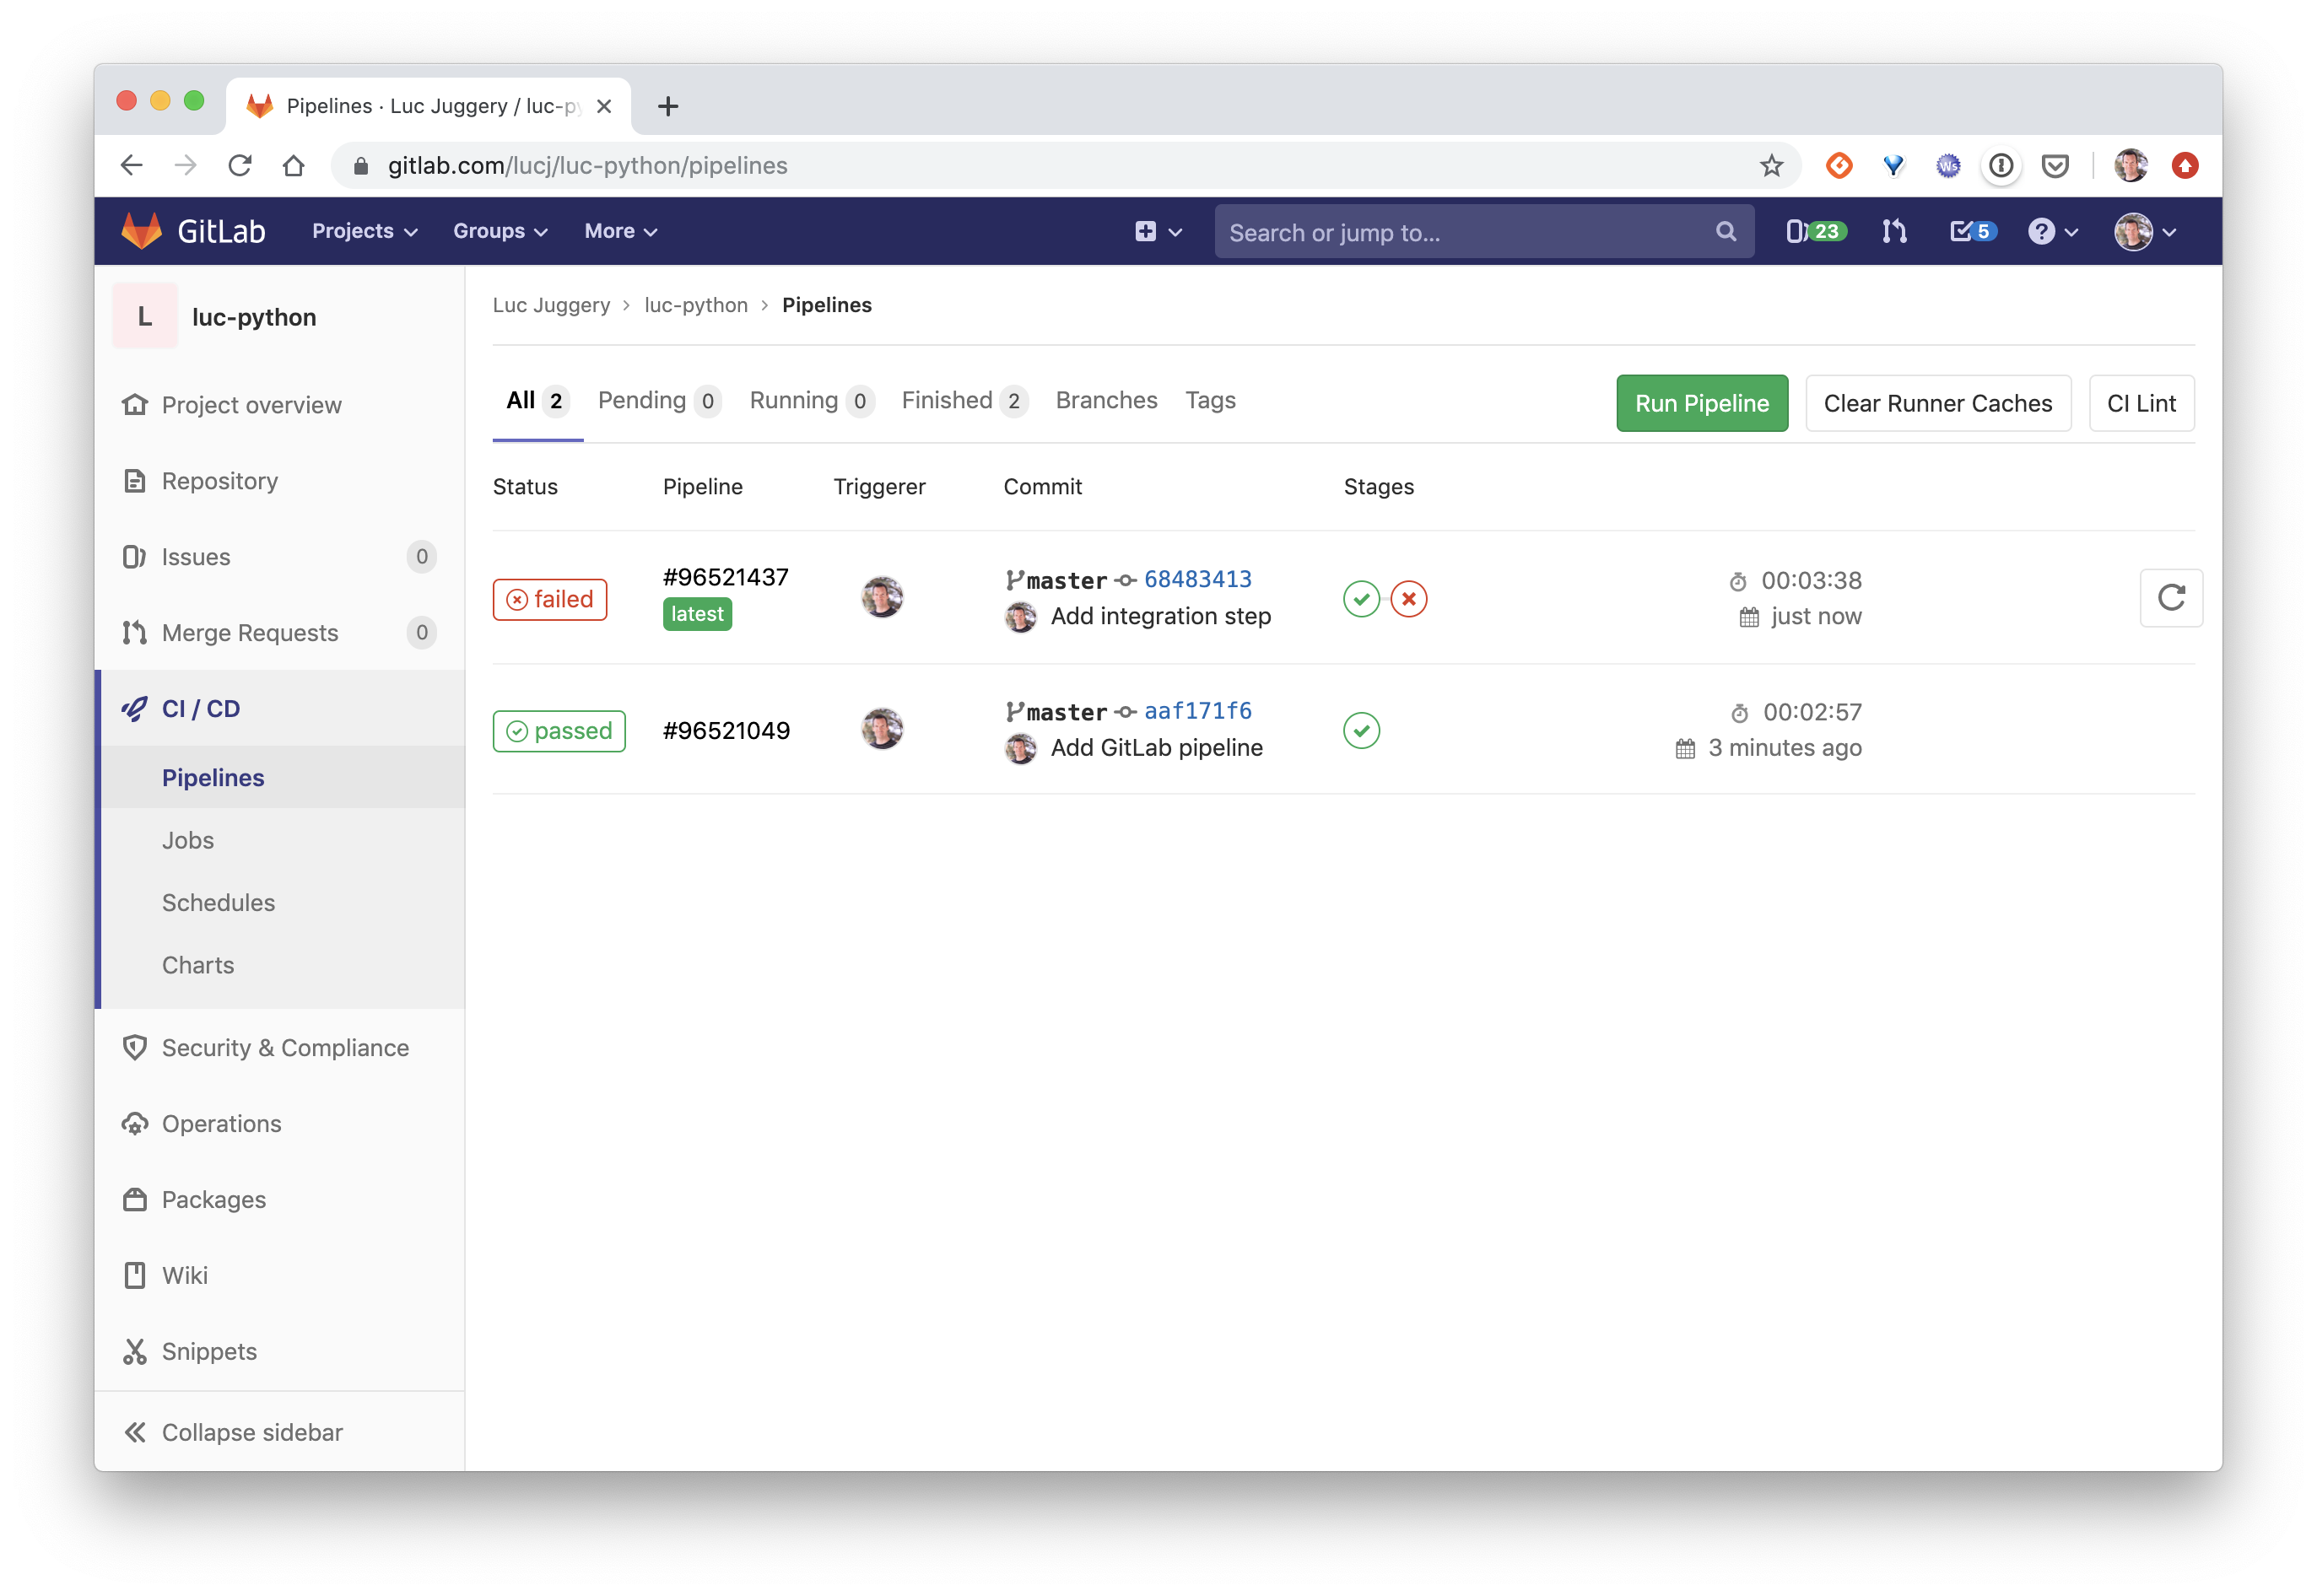 Pipelines · Luc Juggery / luc-py
gitlab.com/lucj/luc-python/pipelines
GitLab Projects Groups More Search or jump to... 23 5
L luc-python
Project overview
Repository
Issues 0
Merge Requests 0
CI / CD
Pipelines
Jobs
Schedules
Charts
Security & Compliance
Operations
Packages
Wiki
Snippets
Collapse sidebar
Luc Juggery > luc-python > Pipelines
All 2 Pending 0 Running 0 Finished 2 Branches Tags Run Pipeline Clear Runner Caches CI Lint
Status Pipeline Triggerer Commit Stages
failed #96521437 master 68483413 00:03:38
latest Add integration step just now
passed #96521049 master aaf171f6 00:02:57
Add GitLab pipeline 3 minutes ago